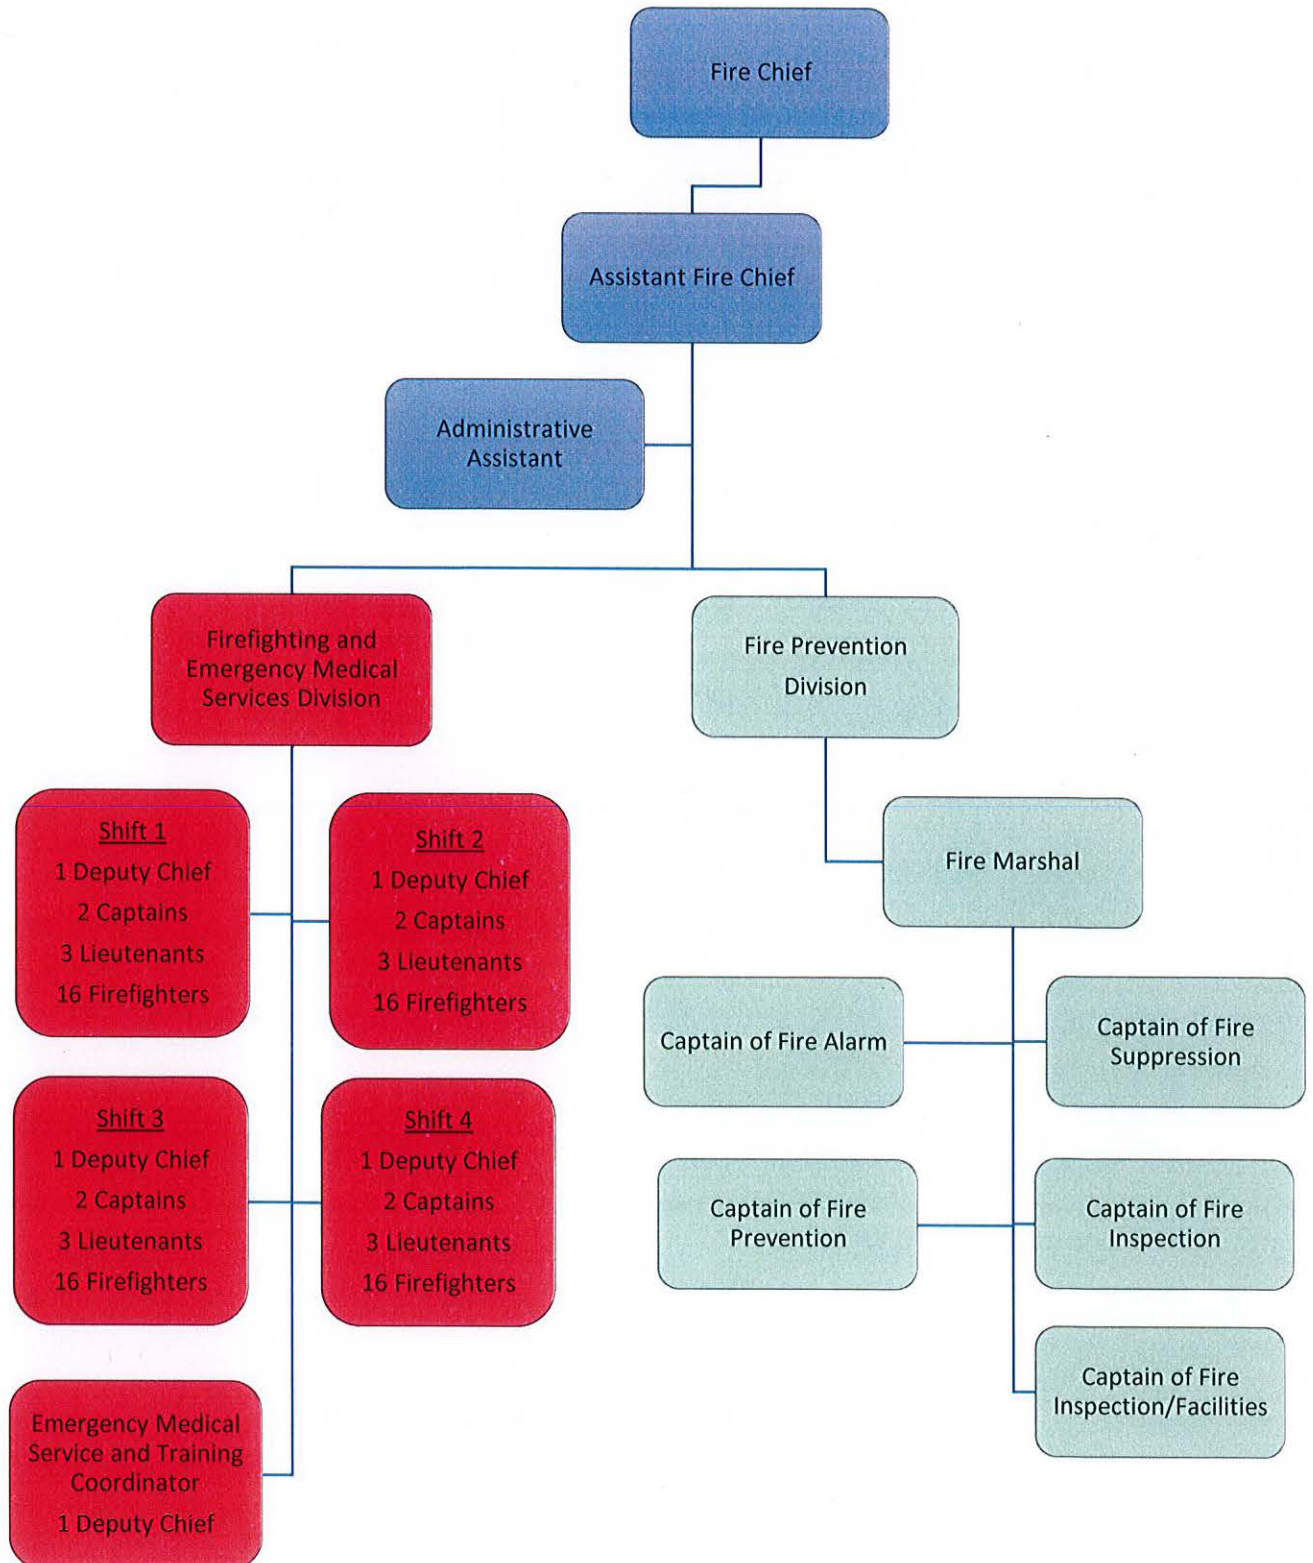 Fire Chief
Assistant Fire Chief
Administrative
Assistant
Firefighting and
Emergency Medical
Services Division
Fire Prevention
Division
Shift 1
1 Deputy Chief
2 Captains
3 Lieutenants
16 Firefighters
Shift 2
1 Deputy Chief
2 Captains
3 Lieutenants
16 Firefighters
Fire Marshal
Captain of Fire Alarm
Captain of Fire
Suppression
Shift 3
1 Deputy Chief
2 Captains
3 Lieutenants
16 Firefighters
Shift 4
1 Deputy Chief
2 Captains
3 Lieutenants
16 Firefighters
Captain of Fire
Prevention
Captain of Fire
Inspection
Captain of Fire
Inspection/Facilities
Emergency Medical
Service and Training
Coordinator
1 Deputy Chief